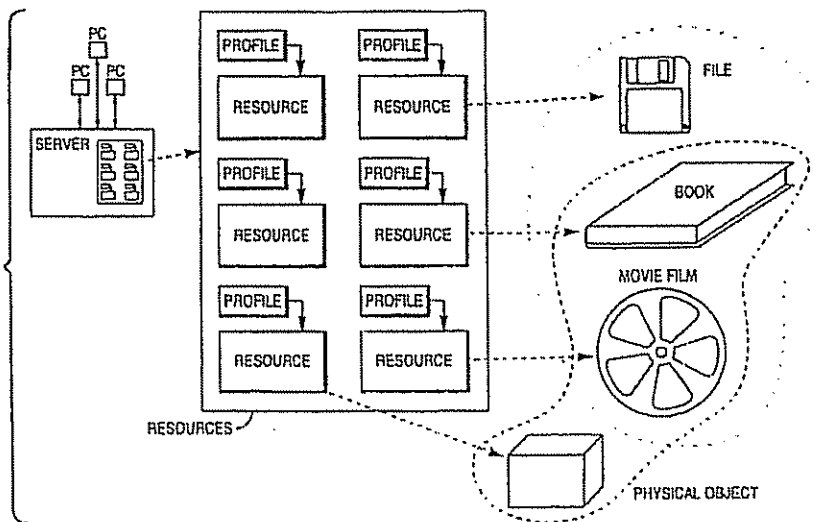 PC
PC
PC
SERVER
PROFILE
PROFILE
RESOURCE
RESOURCE
PROFILE
PROFILE
RESOURCE
RESOURCE
PROFILE
PROFILE
RESOURCE
RESOURCE
RESOURCES
FILE
BOOK
MOVIE FILM
PHYSICAL OBJECT